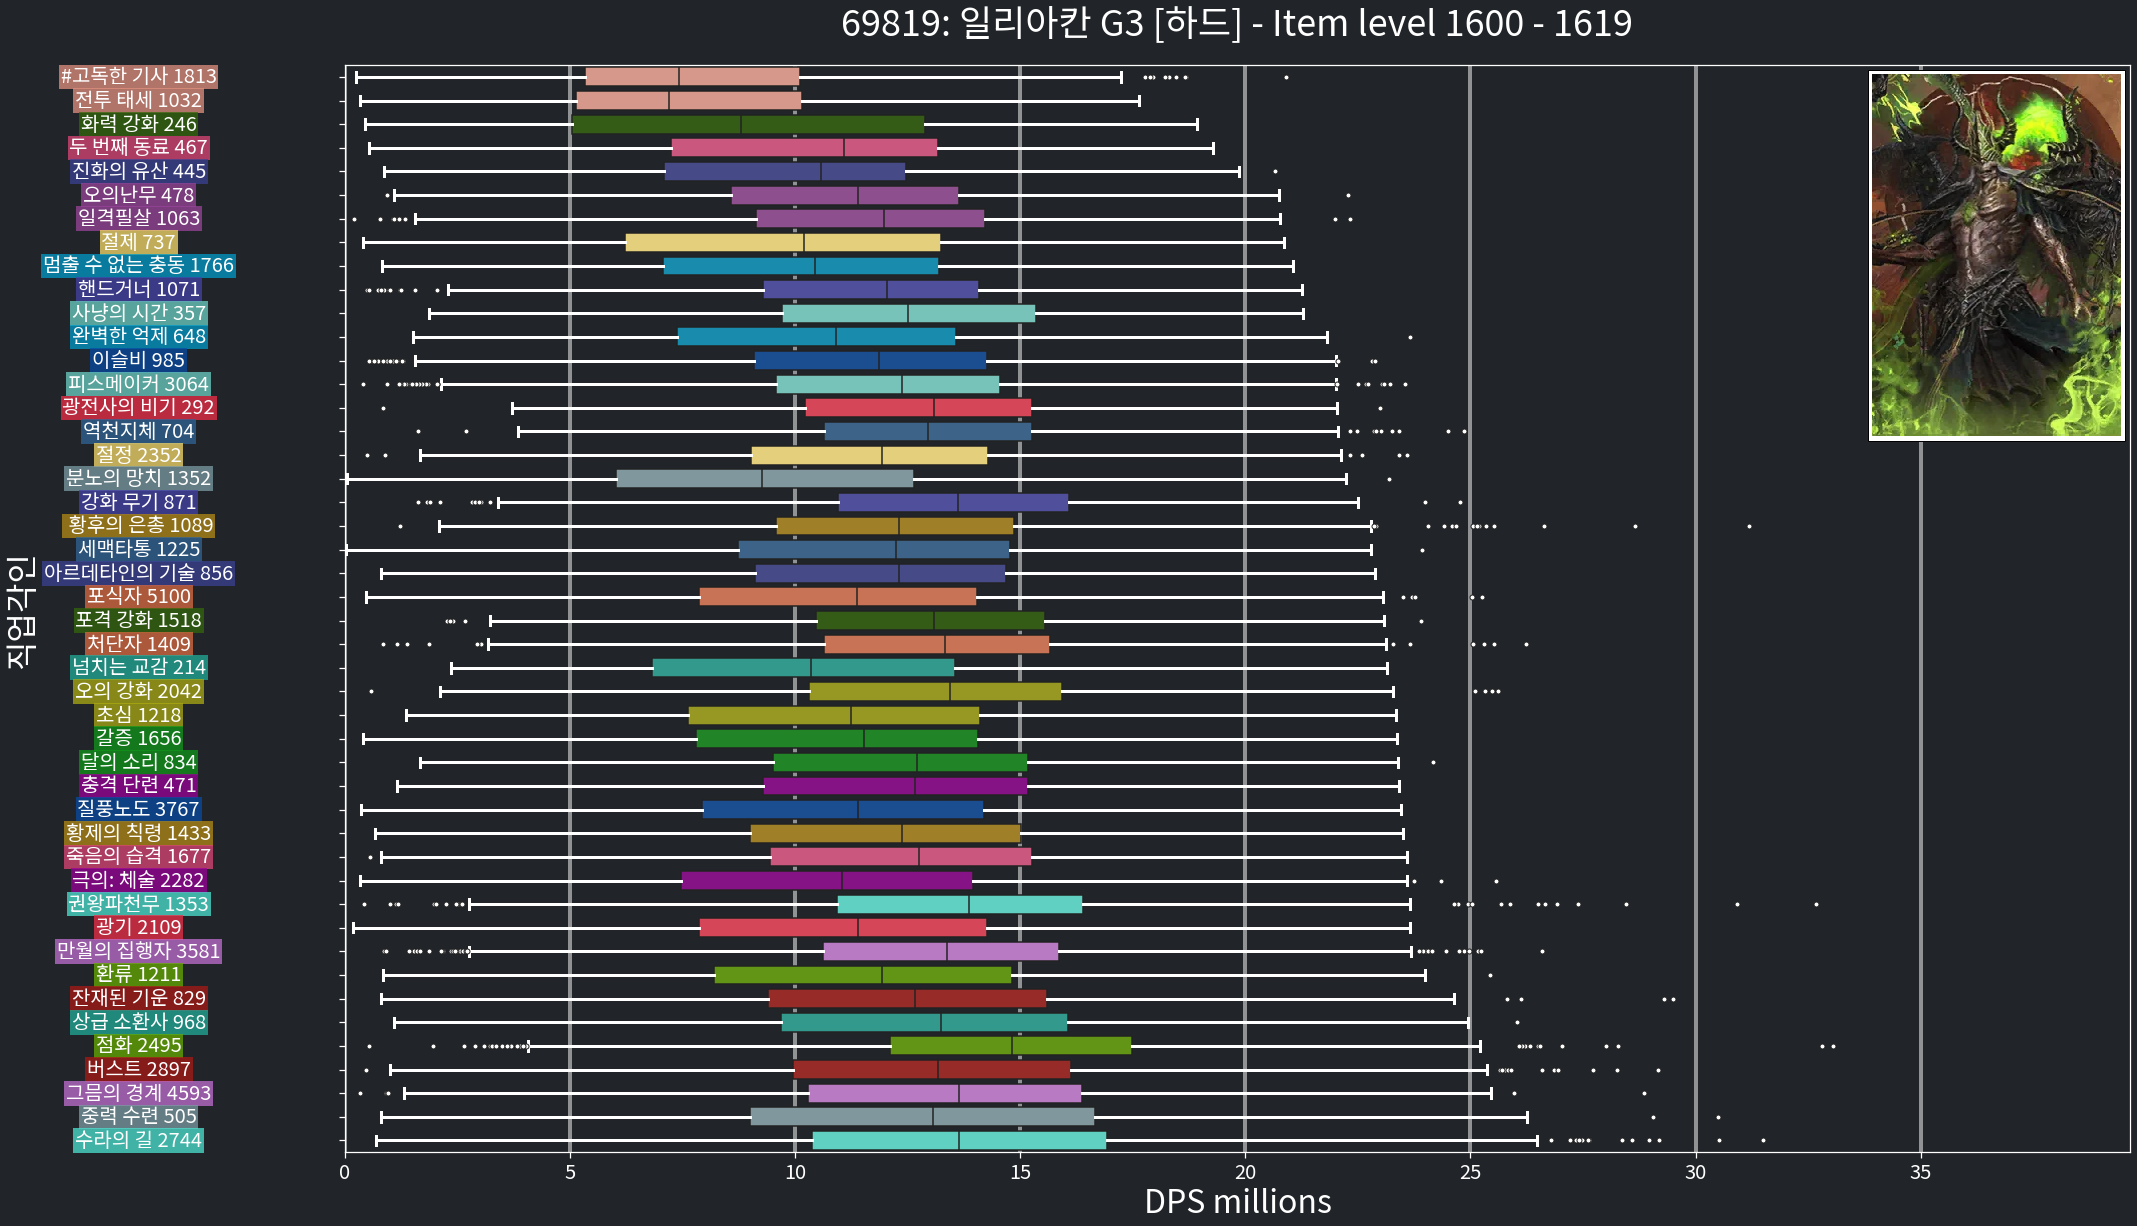 69819: 일리아칸 G3 [하드] - Item level 1600 - 1619
#고독한 기사 1813
전투 태세 1032
화력 강화 246
두 번째 동료 467
진화의 유산 445
오의난무 478
일격필살 1063
절제 737
멈출 수 없는 충동 1766
핸드거너 1071
사냥의 시간 357
완벽한 억제 648
이슬비 985
피스메이커 3064
광전사의 비기 292
역천지체 704
절정 2352
분노의 망치 1352
강화 무기 871
황후의 은총 1089
세맥타통 1225
아르데타인의 기술 856
포식자 5100
포격 강화 1518
처단자 1409
넘치는 교감 214
오의 강화 2042
초심 1218
갈증 1656
달의 소리 834
충격 단련 471
질풍노도 3767
황제의 칙령 1433
죽음의 습격 1677
극의: 체술 2282
권왕파천무 1353
광기 2109
만월의 집행자 3581
환류 1211
잔재된 기운 829
상급 소환사 968
점화 2495
버스트 2897
그믐의 경계 4593
중력 수련 505
수라의 길 2744
직업각인
0 5 10 15 20 25 30 35
DPS millions